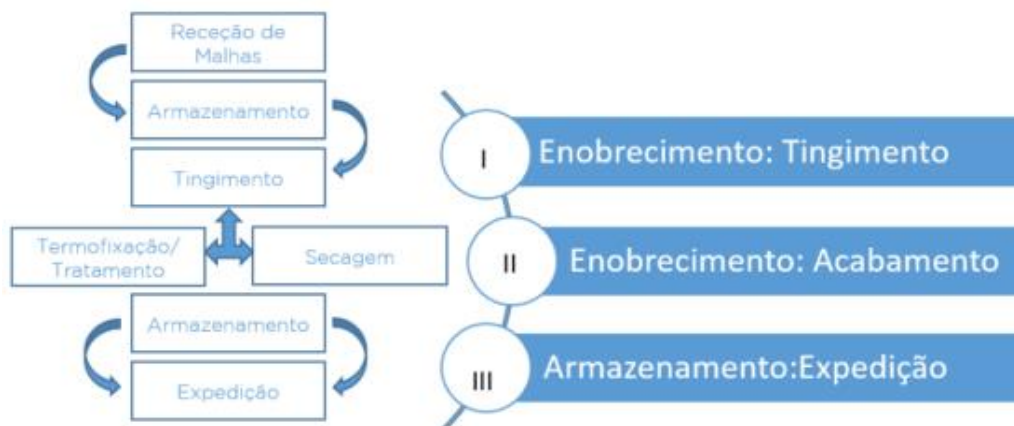 Receção de
Malhas
Armazenamento
Tingimento
Termofixação/
Tratamento
Secagem
Armazenamento
Expedição
I
Enobrecimento: Tingimento
II
Enobrecimento: Acabamento
III
Armazenamento:Expedição